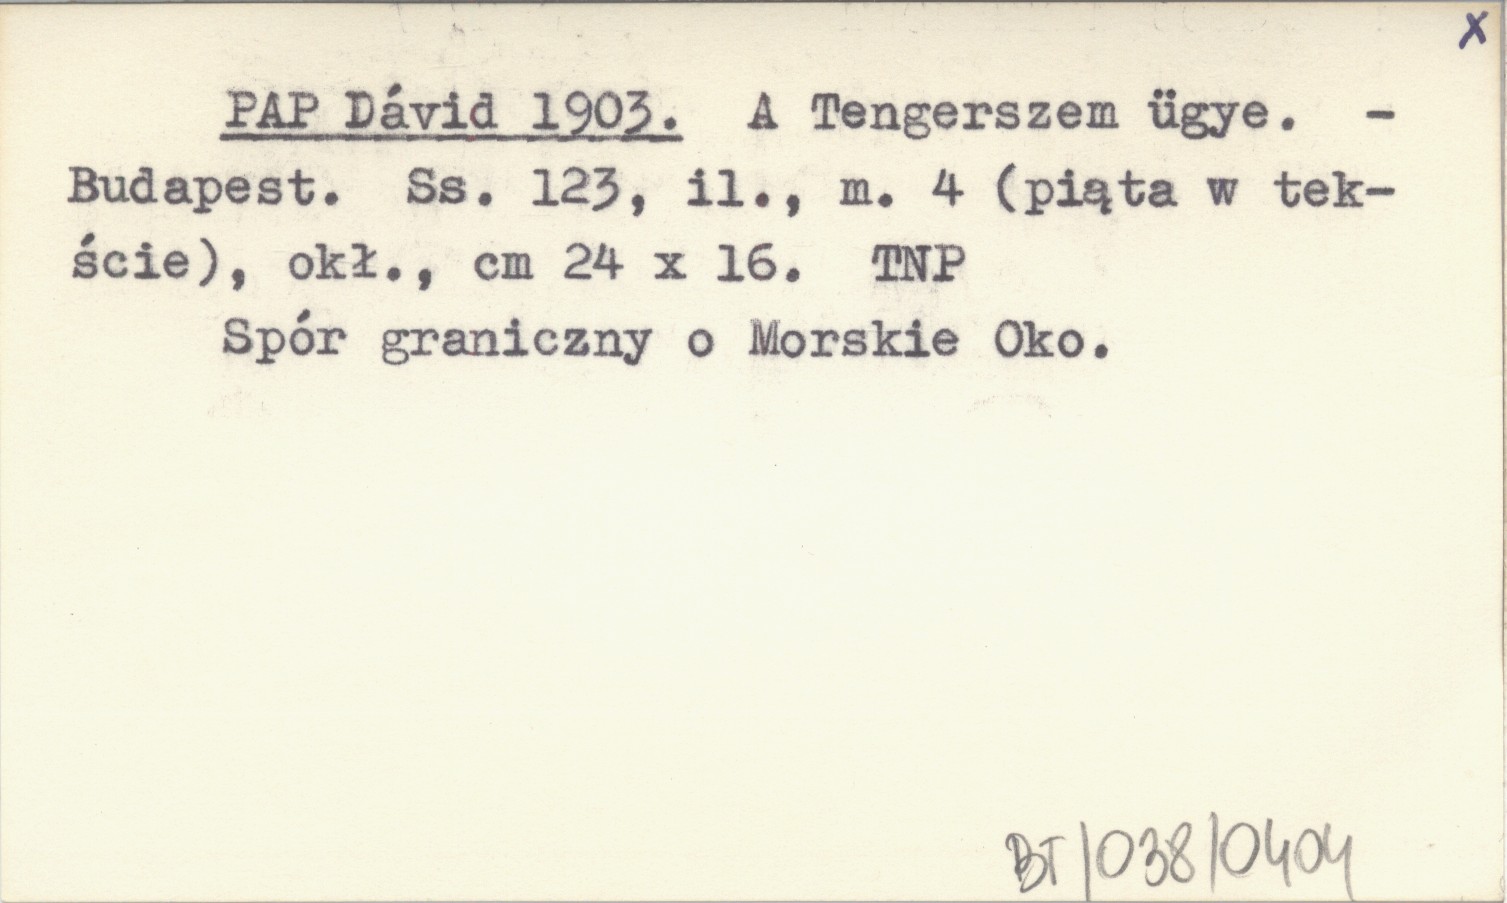 x
PAP Dávid 1903. A Tengerszem ügye. -
Budapest. Ss. 123, il., m. 4 (piąta w tek-
ście), okł., cm 24 x 16. TNP
Spór graniczny o Morskie Oko.
BT/038/0404